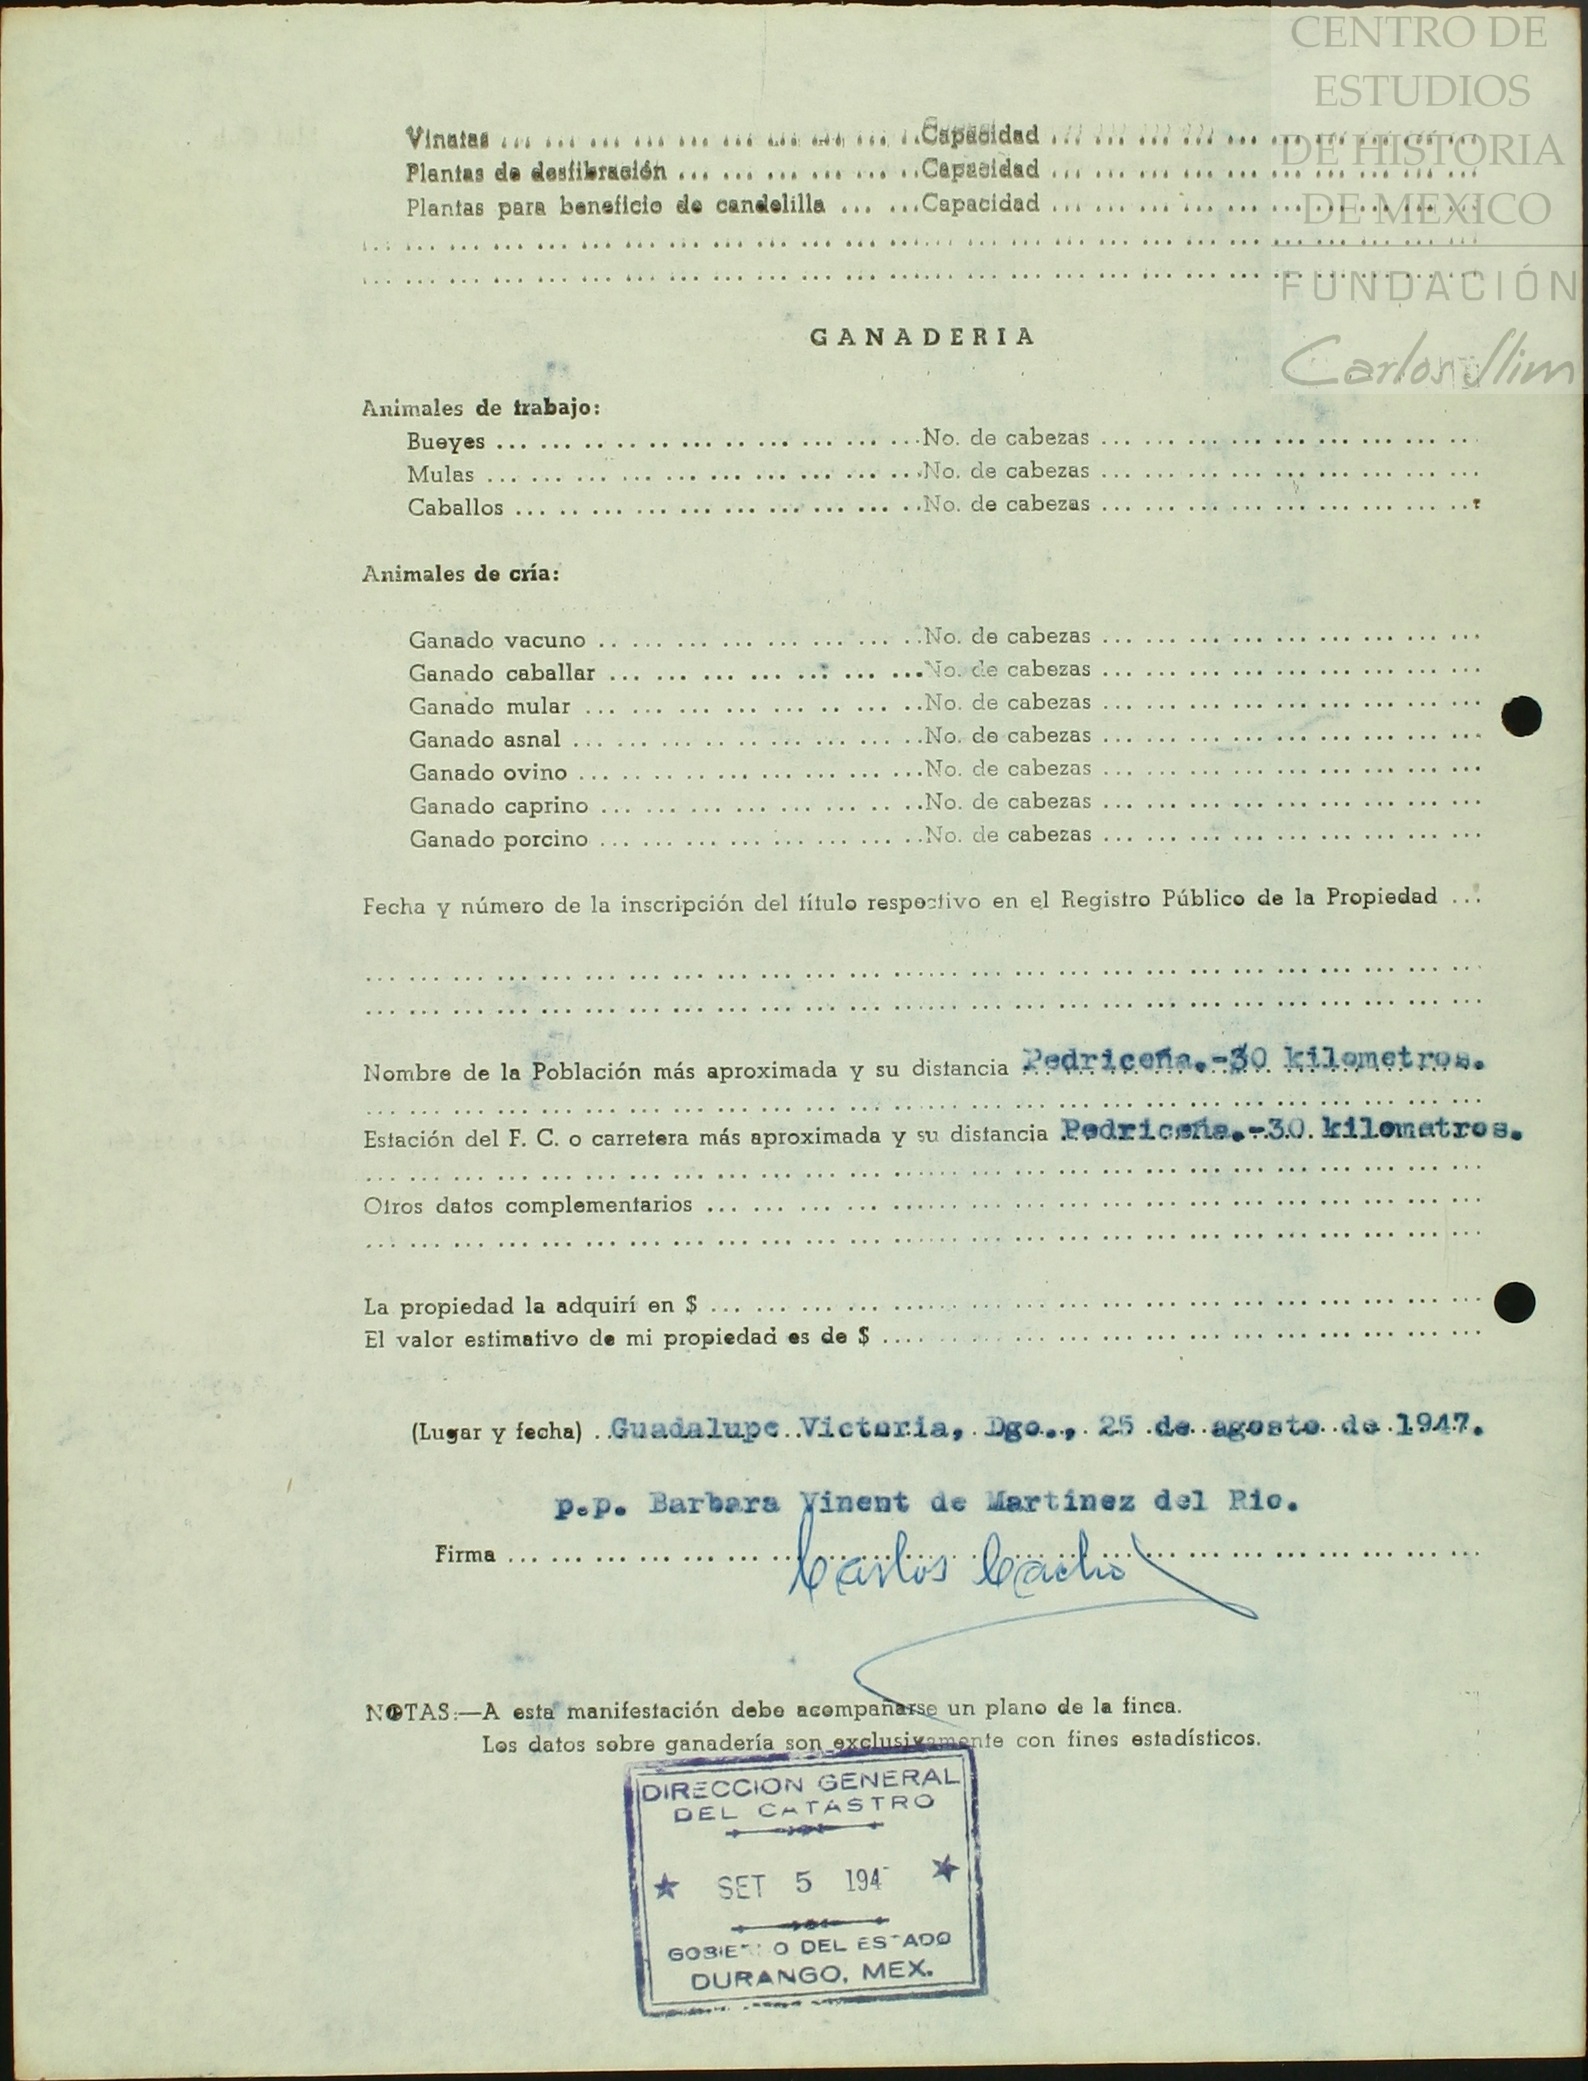 CENTRO DE
ESTUDIOS
DE HISTORIA
DE MEXICO
FUNDACIÓN
Carlos Slim
Vinatas ... ... ... ... ... ... ... ... ... ... Capacidad ... ... ... ... ... ... ... ... ... ...
Plantas de desfibración ... ... ... ... ... ... Capacidad ... ... ... ... ... ... ... ... ... ...
Plantas para beneficio de candelilla ... ... Capacidad ... ... ... ... ... ... ... ... ... ...
GANADERIA
Animales de trabajo:
Bueyes ... ... ... ... ... ... ... ... ... ... No. de cabezas ... ... ... ... ... ... ... ... ...
Mulas ... ... ... ... ... ... ... ... ... ... No. de cabezas ... ... ... ... ... ... ... ... ...
Caballos ... ... ... ... ... ... ... ... ... ... No. de cabezas ... ... ... ... ... ... ... ... ...
Animales de cría:
Ganado vacuno ... ... ... ... ... ... ... ... No. de cabezas ... ... ... ... ... ... ... ... ...
Ganado caballar ... ... ... ... ... ... ... ... No. de cabezas ... ... ... ... ... ... ... ... ...
Ganado mular ... ... ... ... ... ... ... ... No. de cabezas ... ... ... ... ... ... ... ... ...
Ganado asnal ... ... ... ... ... ... ... ... No. de cabezas ... ... ... ... ... ... ... ... ...
Ganado ovino ... ... ... ... ... ... ... ... No. de cabezas ... ... ... ... ... ... ... ... ...
Ganado caprino ... ... ... ... ... ... ... ... No. de cabezas ... ... ... ... ... ... ... ... ...
Ganado porcino ... ... ... ... ... ... ... ... No. de cabezas ... ... ... ... ... ... ... ... ...
Fecha y número de la inscripción del título respectivo en el Registro Público de la Propiedad ...
Nombre de la Población más aproximada y su distancia Pedriceña.-30 kilometros.
Estación del F. C. o carretera más aproximada y su distancia Pedriceña.-30 kilometros.
Otros datos complementarios ... ... ... ... ... ... ... ... ... ... ... ... ... ... ... ... ... ...
La propiedad la adquirí en $ ... ... ... ... ... ... ... ... ... ... ... ... ... ... ... ... ... ...
El valor estimativo de mi propiedad es de $ ... ... ... ... ... ... ... ... ... ... ... ... ... ...
(Lugar y fecha) Guadalupe Victoria, Dgo., 25 de agosto de 1947.
p.p. Barbara Vinent de Martinez del Rio.
Firma ... ... ... ... ... ... ... ... ... ... ... ... ... ... ... ... ... ... ... ... ... ...
Carlos Cacho
NOTAS:—A esta manifestación debe acompañarse un plano de la finca.
Los datos sobre ganadería son exclusivamente con fines estadísticos.
DIRECCION GENERAL
DEL CATASTRO
★ SET 5 194 ★
GOBIERNO DEL ESTADO
DURANGO, MEX.